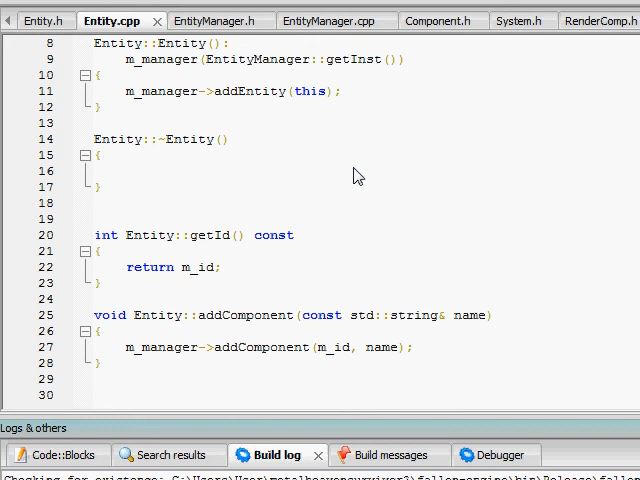 Entity.h Entity.cpp EntityManager.h EntityManager.cpp Component.h System.h RenderComp.h
8 Entity::Entity():
9 m_manager(EntityManager::getInst())
10 {
11 m_manager->addEntity(this);
12 }
13
14 Entity::~Entity()
15 {
16
17 }
18
19
20 int Entity::getId() const
21 {
22 return m_id;
23 }
24
25 void Entity::addComponent(const std::string& name)
26 {
27 m_manager->addComponent(m_id, name);
28 }
29
30
Logs & others
Code::Blocks Search results Build log Build messages Debugger